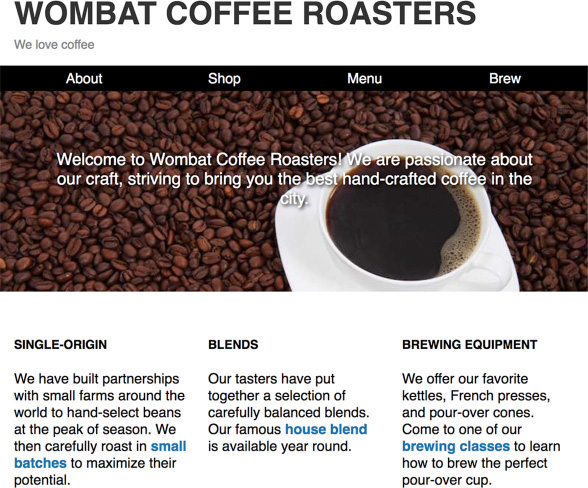 WOMBAT COFFEE ROASTERS
We love coffee
About Shop Menu Brew
Welcome to Wombat Coffee Roasters! We are passionate about
our craft, striving to bring you the best hand-crafted coffee in the
city.
SINGLE-ORIGIN
We have built partnerships
with small farms around the
world to hand-select beans
at the peak of season. We
then carefully roast in small
batches to maximize their
potential.
BLENDS
Our tasters have put
together a selection of
carefully balanced blends.
Our famous house blend
is available year round.
BREWING EQUIPMENT
We offer our favorite
kettles, French presses,
and pour-over cones.
Come to one of our
brewing classes to learn
how to brew the perfect
pour-over cup.